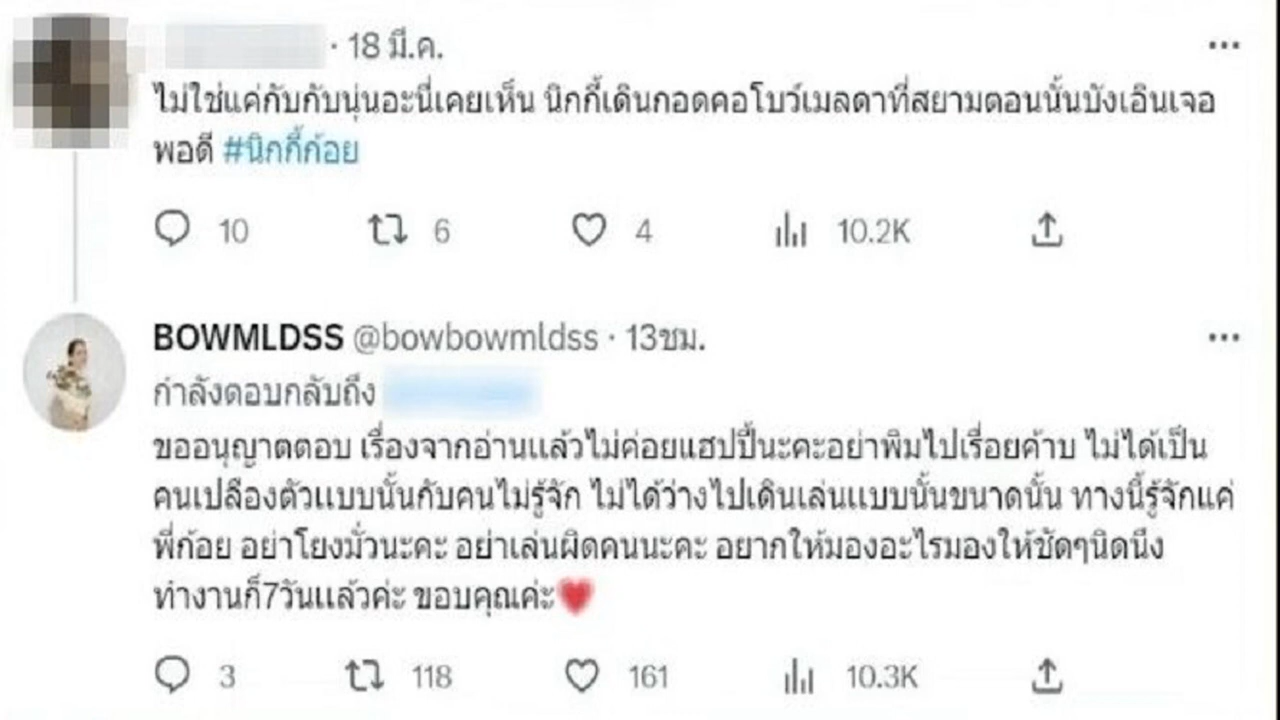 · 18 มี.ค.
ไม่ใช่แค่กับกับนุ่นอะนี่เคยเห็น นิกกี้เดินกอดคอโบว์เมลดาที่สยามตอนนั้นบังเอินเจอ
พอดี #นิกกี้ก้อย
10 6 4 10.2K
BOWMLDSS @bowbowmldss · 13ชม.
กำลังตอบกลับถึง
ขออนุญาตตอบ เรื่องจากอ่านแล้วไม่ค่อยแฮปปี้นะคะอย่าพิมไปเรื่อยค้าบ ไม่ได้เป็น
คนเปลืองตัวแบบนั้นกับคนไม่รู้จัก ไม่ได้ว่างไปเดินเล่นแบบนั้นขนาดนั้น ทางนี้รู้จักแค่
พี่ก้อย อย่าโยงมั่วนะคะ อย่าเล่นผิดคนนะคะ อยากให้มองอะไรมองให้ชัดๆนิดนึง
ทำงานก็7วันแล้วค่ะ ขอบคุณค่ะ❤️
3 118 161 10.3K